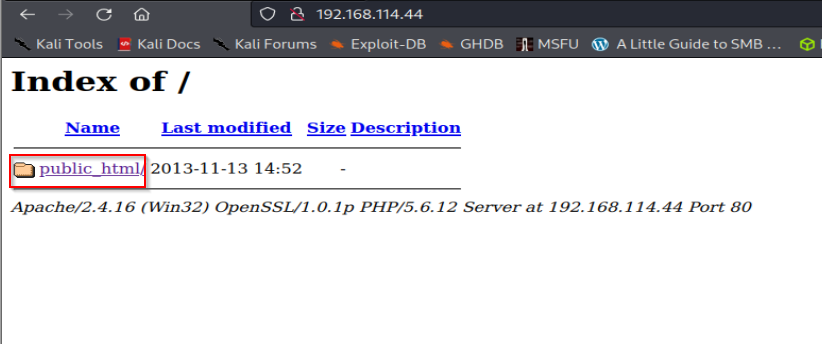 192.168.114.44
Kali Tools Kali Docs Kali Forums Exploit-DB GHDB MSFU A Little Guide to SMB ...
Index of /
Name Last modified Size Description
public_html/ 2013-11-13 14:52 -
Apache/2.4.16 (Win32) OpenSSL/1.0.1p PHP/5.6.12 Server at 192.168.114.44 Port 80